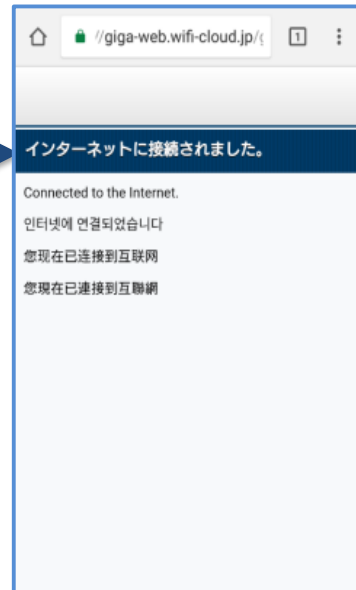 //giga-web.wifi-cloud.jp/g
1
インターネットに接続されました。
Connected to the Internet.
인터넷에 연결되었습니다
您现在已连接到互联网
您現在已連接到互聯網